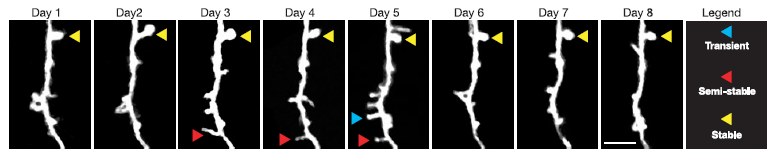 Day 1 Day2 Day 3 Day 4 Day 5 Day 6 Day 7 Day 8 Legend
Transient
Semi-stable
Stable